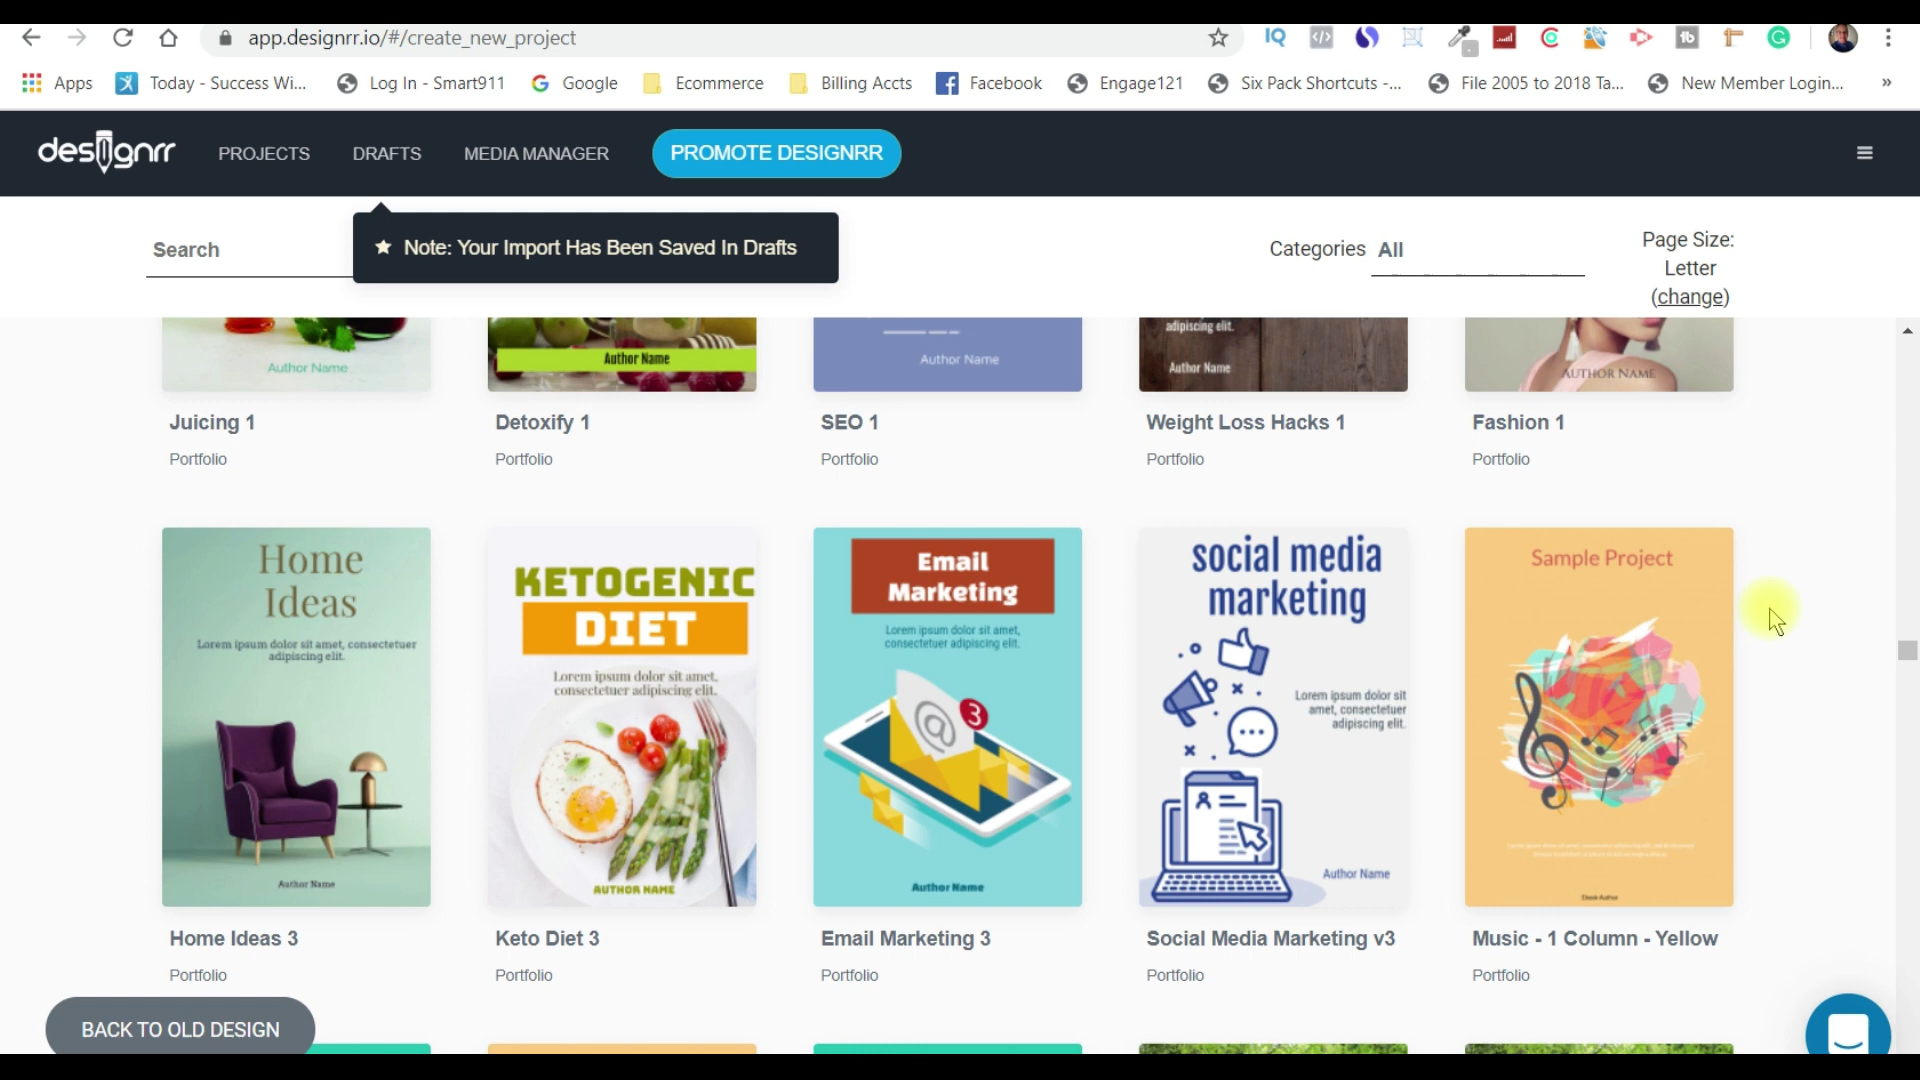 app.designrr.io/#/create_new_project
Apps
Today - Success Wi...
Log In - Smart911
Google
Ecommerce
Billing Accts
Facebook
Engage121
Six Pack Shortcuts -...
File 2005 to 2018 Ta...
New Member Login...
»
designrr
PROJECTS
DRAFTS
MEDIA MANAGER
PROMOTE DESIGNRR
Search
Note: Your Import Has Been Saved In Drafts
Categories All
Page Size:
Letter
(change)
Author Name
Author Name
Author Name
adipiscing elit.
Author Name
AUTHOR NAME
Juicing 1
Portfolio
Detoxify 1
Portfolio
SEO 1
Portfolio
Weight Loss Hacks 1
Portfolio
Fashion 1
Portfolio
Home
Ideas
Lorem ipsum dolor sit amet, consectetuer
adipiscing elit.
Author Name
KETOGENIC
DIET
Lorem ipsum dolor sit amet,
consectetuer adipiscing elit.
AUTHOR NAME
Email
Marketing
Lorem ipsum dolor sit amet,
consectetuer adipiscing elit.
@
3
Author Name
social media
marketing
Lorem ipsum dolor sit
amet, consectetuer
adipiscing elit.
Author Name
Sample Project
Ebook Author
Home Ideas 3
Portfolio
Keto Diet 3
Portfolio
Email Marketing 3
Portfolio
Social Media Marketing v3
Portfolio
Music - 1 Column - Yellow
Portfolio
BACK TO OLD DESIGN